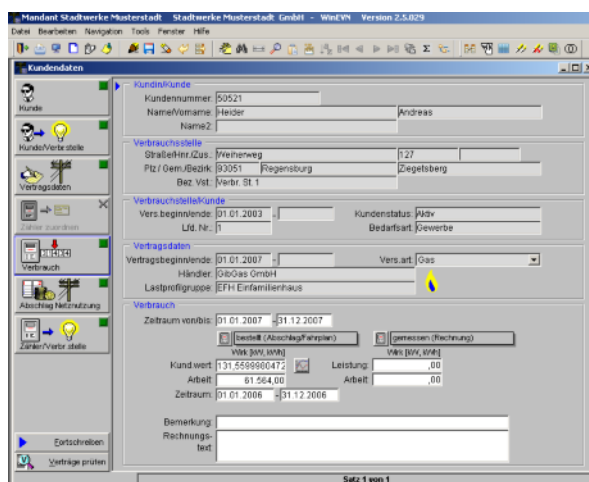 Mandant Stadtwerke Musterstadt Stadtwerke Musterstadt GmbH - WinEVN Version 2.5.029
Datei Bearbeiten Navigation Tools Fenster Hilfe
Kundendaten
Kunde
Kunde/Verbr.stelle
Vertragsdaten
Zähler zuordnen
Verbrauch
Abschlag Netznutzung
Zähler/Verbr.stelle
Fortschreiben
Verträge prüfen
Kundin/Kunde
Kundennummer: 50521
Name/Vorname: Heider Andreas
Name2:
Verbrauchsstelle
Straße/Hnr./Zus.: Weiherweg 127
Plz / Gem./Bezirk: 93051 Regensburg Ziegetsberg
Bez. Vst.: Verbr. St. 1
Verbrauchstelle/Kunde
Vers.beginn/ende: 01.01.2003 - Kundenstatus: Aktiv
Lfd. Nr.: 1 Bedarfsart: Gewerbe
Vertragsdaten
Vertragsbeginn/ende: 01.01.2007 - Vers.art: Gas
Händler: GibGas GmbH
Lastprofilgruppe: EFH Einfamilienhaus
Verbrauch
Zeitraum von/bis: 01.01.2007 - 31.12.2007
bestellt (Abschlag/Fahrplan) gemessen (Rechnung)
Wirk [kW, kWh] Wirk [kW, kWh]
Kund.wert: 131,5598980472 Leistung: ,00
Arbeit: 61.564,00 Arbeit: ,00
Zeitraum: 01.01.2006 - 31.12.2006
Bemerkung:
Rechnungs-
text:
Satz 1 von 1